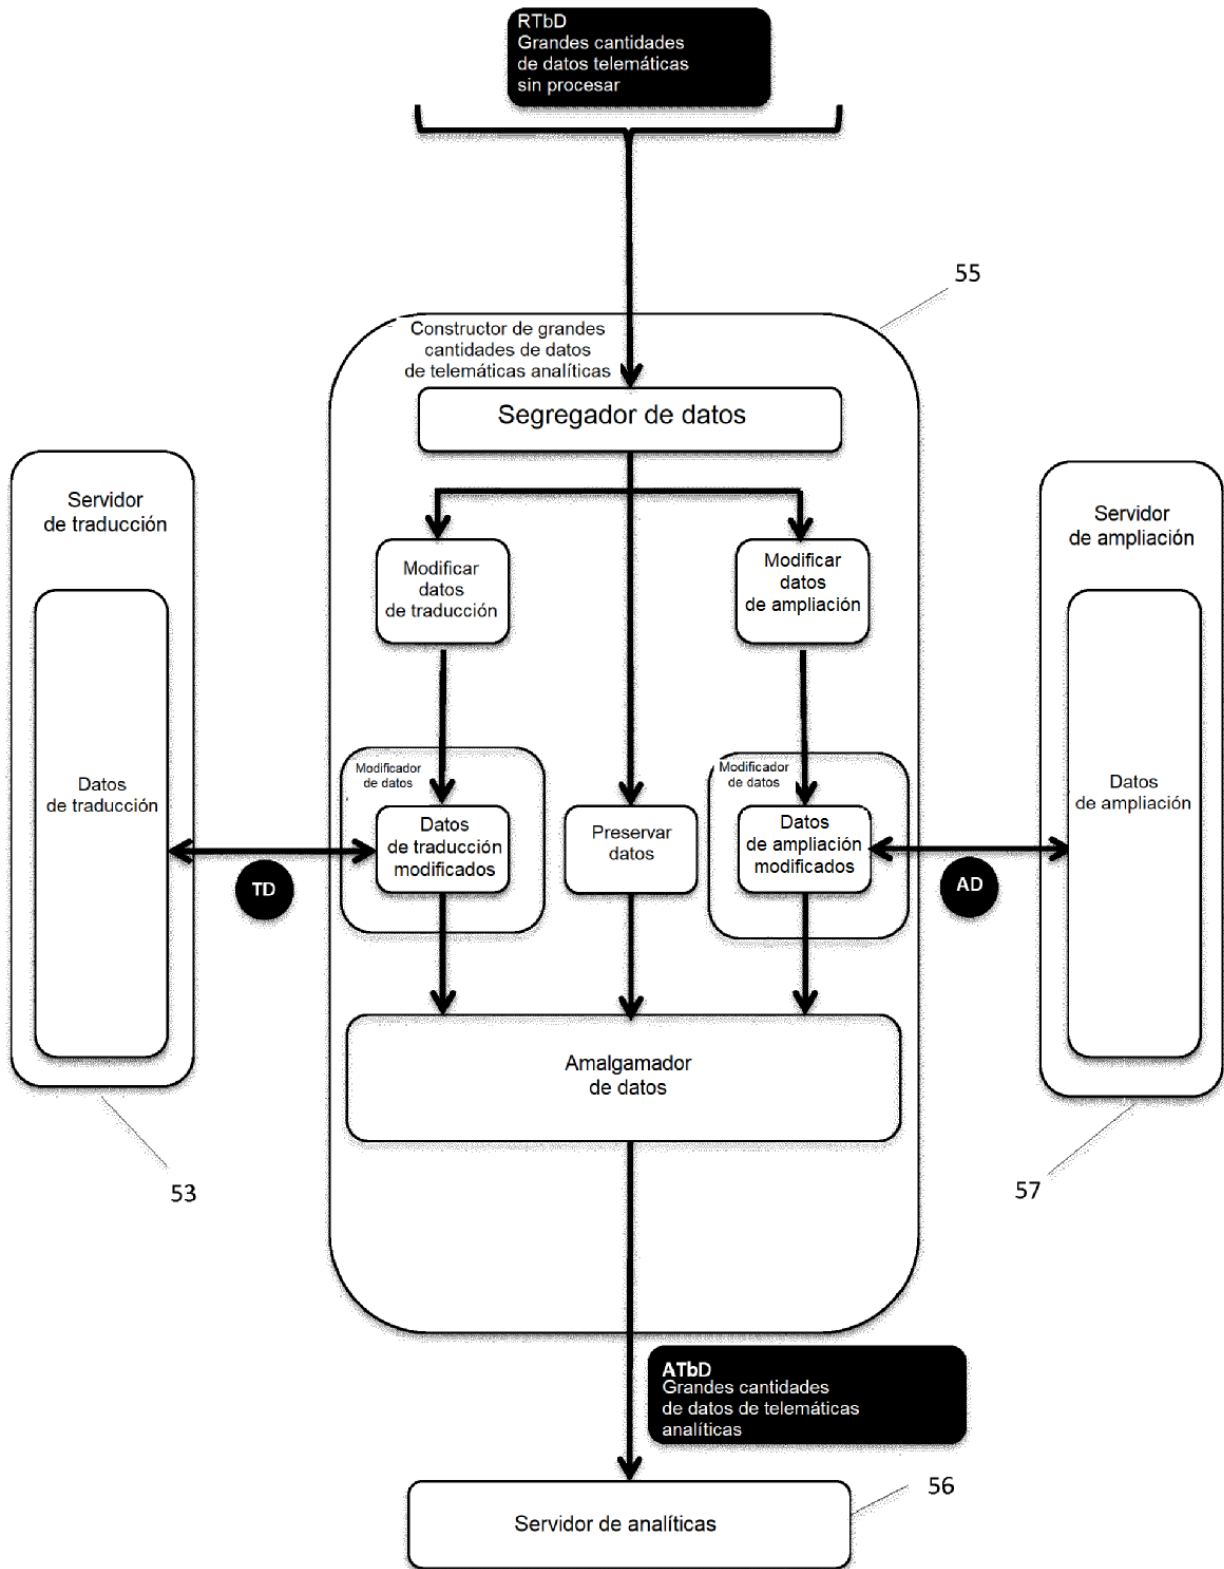 RTbD
Grandes cantidades
de datos telemáticas
sin procesar
55
Constructor de grandes
cantidades de datos
de telemáticas analíticas
Segregador de datos
Servidor
de traducción
Servidor
de ampliación
Modificar
datos
de traducción
Modificar
datos
de ampliación
Modificador
de datos
Modificador
de datos
Datos
de traducción
Datos
de traducción
modificados
Preservar
datos
Datos
de ampliación
modificados
Datos
de ampliación
TD
AD
Amalgamador
de datos
53
57
ATbD
Grandes cantidades
de datos de telemáticas
analíticas
56
Servidor de analíticas